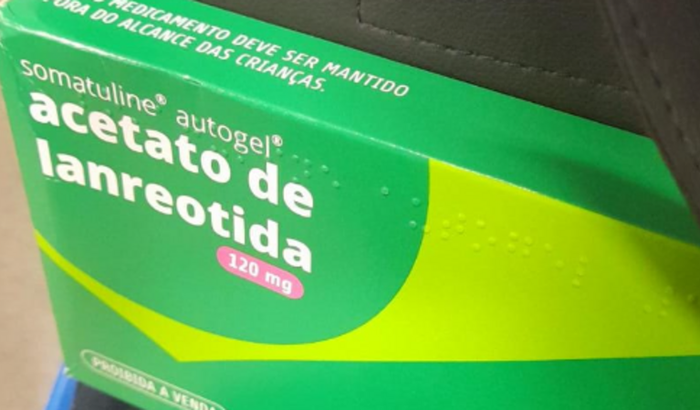 MEDICAMENTO DEVE SER MANTIDO
FORA DO ALCANCE DAS CRIANÇAS.
somatuline® autogel®
acetato de
lanreotida
120 mg
PROIBIDA A VENDA